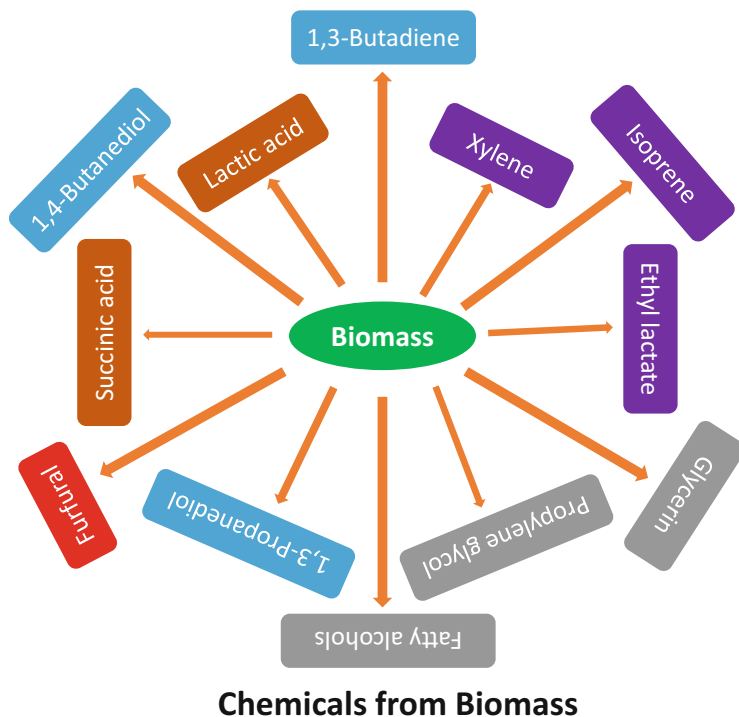 1,3-Butadiene
1,4-Butanediol
Lactic acid
Xylene
Isoprene
Succinic acid
Biomass
Ethyl lactate
Furfural
1,3-Propanediol
Propylene glycol
Glycerin
Fatty alcohols
Chemicals from Biomass